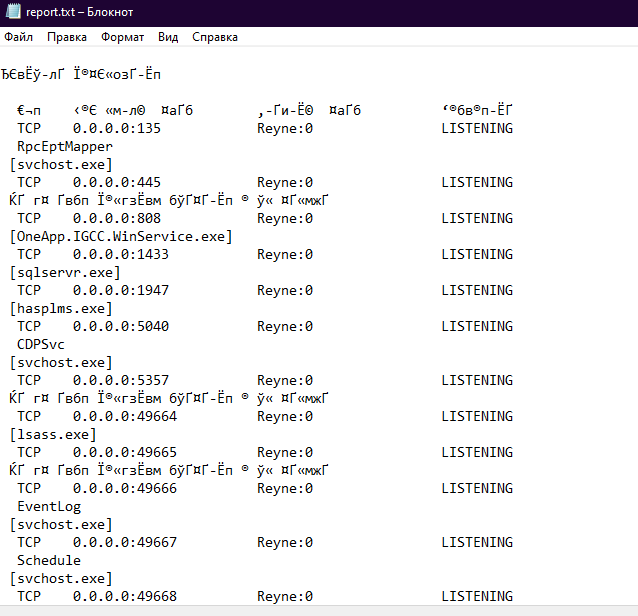 report.txt – Блокнот
Файл Правка Формат Вид Справка
ЂЄвЁў-лҐ Ї®¤Є«озҐ-Ёп
€¬п ‹®Є «м-л© ¤аҐб ‚-Ґи-Ё© ¤аҐб ‘®бв®п-ЁҐ
TCP 0.0.0.0:135 Reyne:0 LISTENING
RpcEptMapper
[svchost.exe]
TCP 0.0.0.0:445 Reyne:0 LISTENING
ЌҐ г¤ Ґвбп Ї®«гзЁвм бўҐ¤Ґ-Ёп ® ў« ¤Ґ«мжҐ
TCP 0.0.0.0:808 Reyne:0 LISTENING
[OneApp.IGCC.WinService.exe]
TCP 0.0.0.0:1433 Reyne:0 LISTENING
[sqlservr.exe]
TCP 0.0.0.0:1947 Reyne:0 LISTENING
[hasplms.exe]
TCP 0.0.0.0:5040 Reyne:0 LISTENING
CDPSvc
[svchost.exe]
TCP 0.0.0.0:5357 Reyne:0 LISTENING
ЌҐ г¤ Ґвбп Ї®«гзЁвм бўҐ¤Ґ-Ёп ® ў« ¤Ґ«мжҐ
TCP 0.0.0.0:49664 Reyne:0 LISTENING
[lsass.exe]
TCP 0.0.0.0:49665 Reyne:0 LISTENING
ЌҐ г¤ Ґвбп Ї®«гзЁвм бўҐ¤Ґ-Ёп ® ў« ¤Ґ«мжҐ
TCP 0.0.0.0:49666 Reyne:0 LISTENING
EventLog
[svchost.exe]
TCP 0.0.0.0:49667 Reyne:0 LISTENING
Schedule
[svchost.exe]
TCP 0.0.0.0:49668 Reyne:0 LISTENING